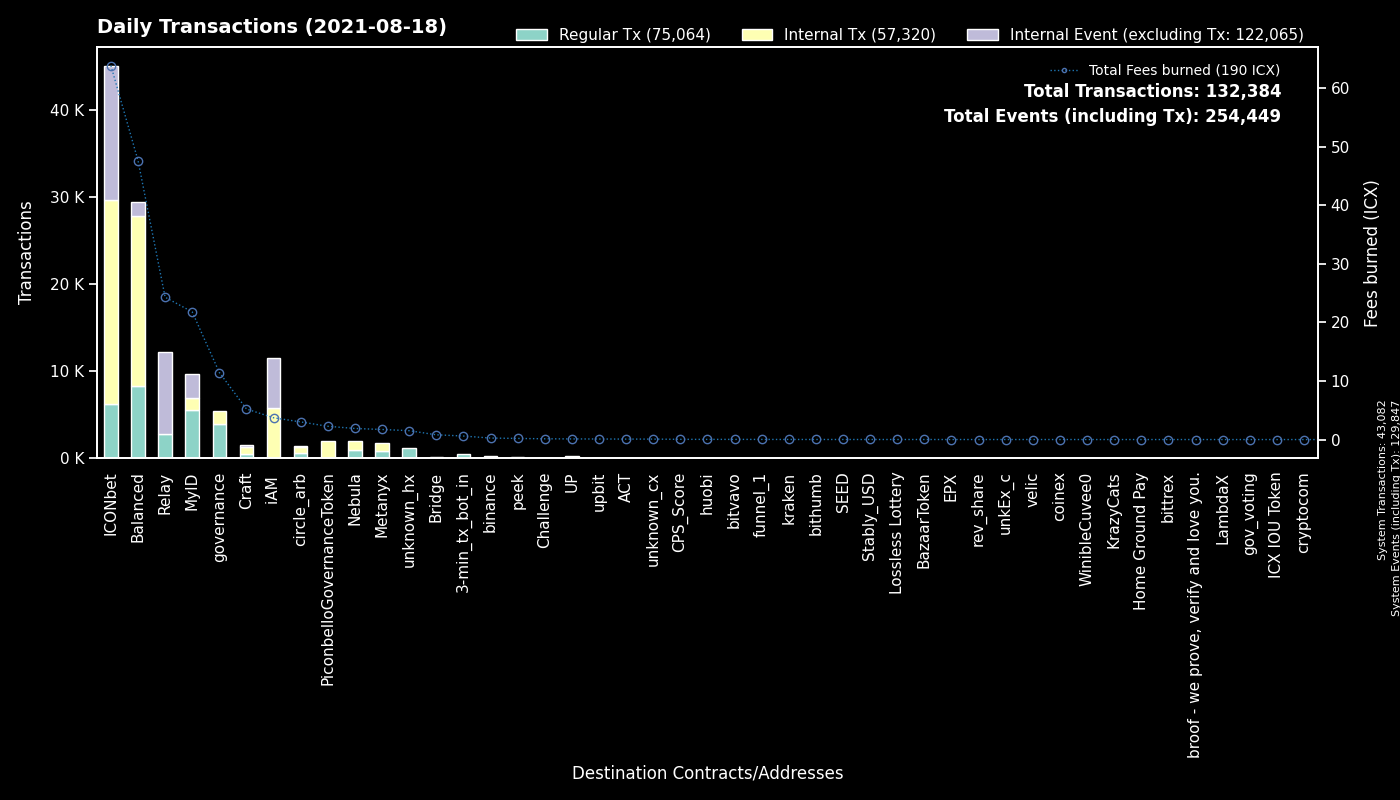 Daily Transactions (2021-08-18)
Regular Tx (75,064)
Internal Tx (57,320)
Internal Event (excluding Tx: 122,065)
Total Fees burned (190 ICX)
Total Transactions: 132,384
Total Events (including Tx): 254,449
Transactions
40 K
30 K
20 K
10 K
0 K
60
50
40
30
20
10
0
Fees burned (ICX)
System Transactions: 43,082
System Events (including Tx): 129,847
ICONbet
Balanced
Relay
MyID
governance
Craft
iAM
circle_arb
PiconbelloGovernanceToken
Nebula
Metanyx
unknown_hx
Bridge
3-min_tx_bot_in
binance
peek
Challenge
UP
upbit
ACT
unknown_cx
CPS_Score
huobi
bitvavo
funnel_1
kraken
bithumb
SEED
Stably_USD
Lossless Lottery
BazaarToken
EPX
rev_share
unkEx_c
velic
coinex
WinibleCuvee0
KrazyCats
Home Ground Pay
bittrex
broof - we prove, verify and love you.
LambdaX
gov_voting
ICX IOU Token
cryptocom
Destination Contracts/Addresses